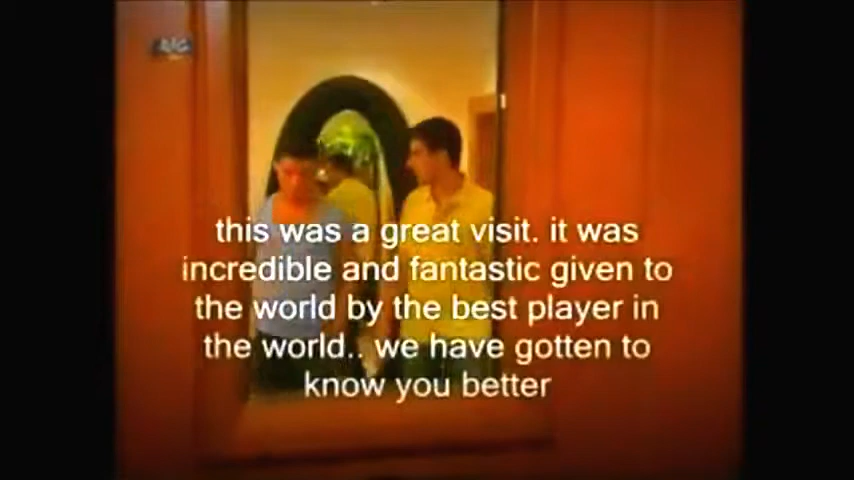 this was a great visit. it was
incredible and fantastic given to
the world by the best player in
the world.. we have gotten to
know you better